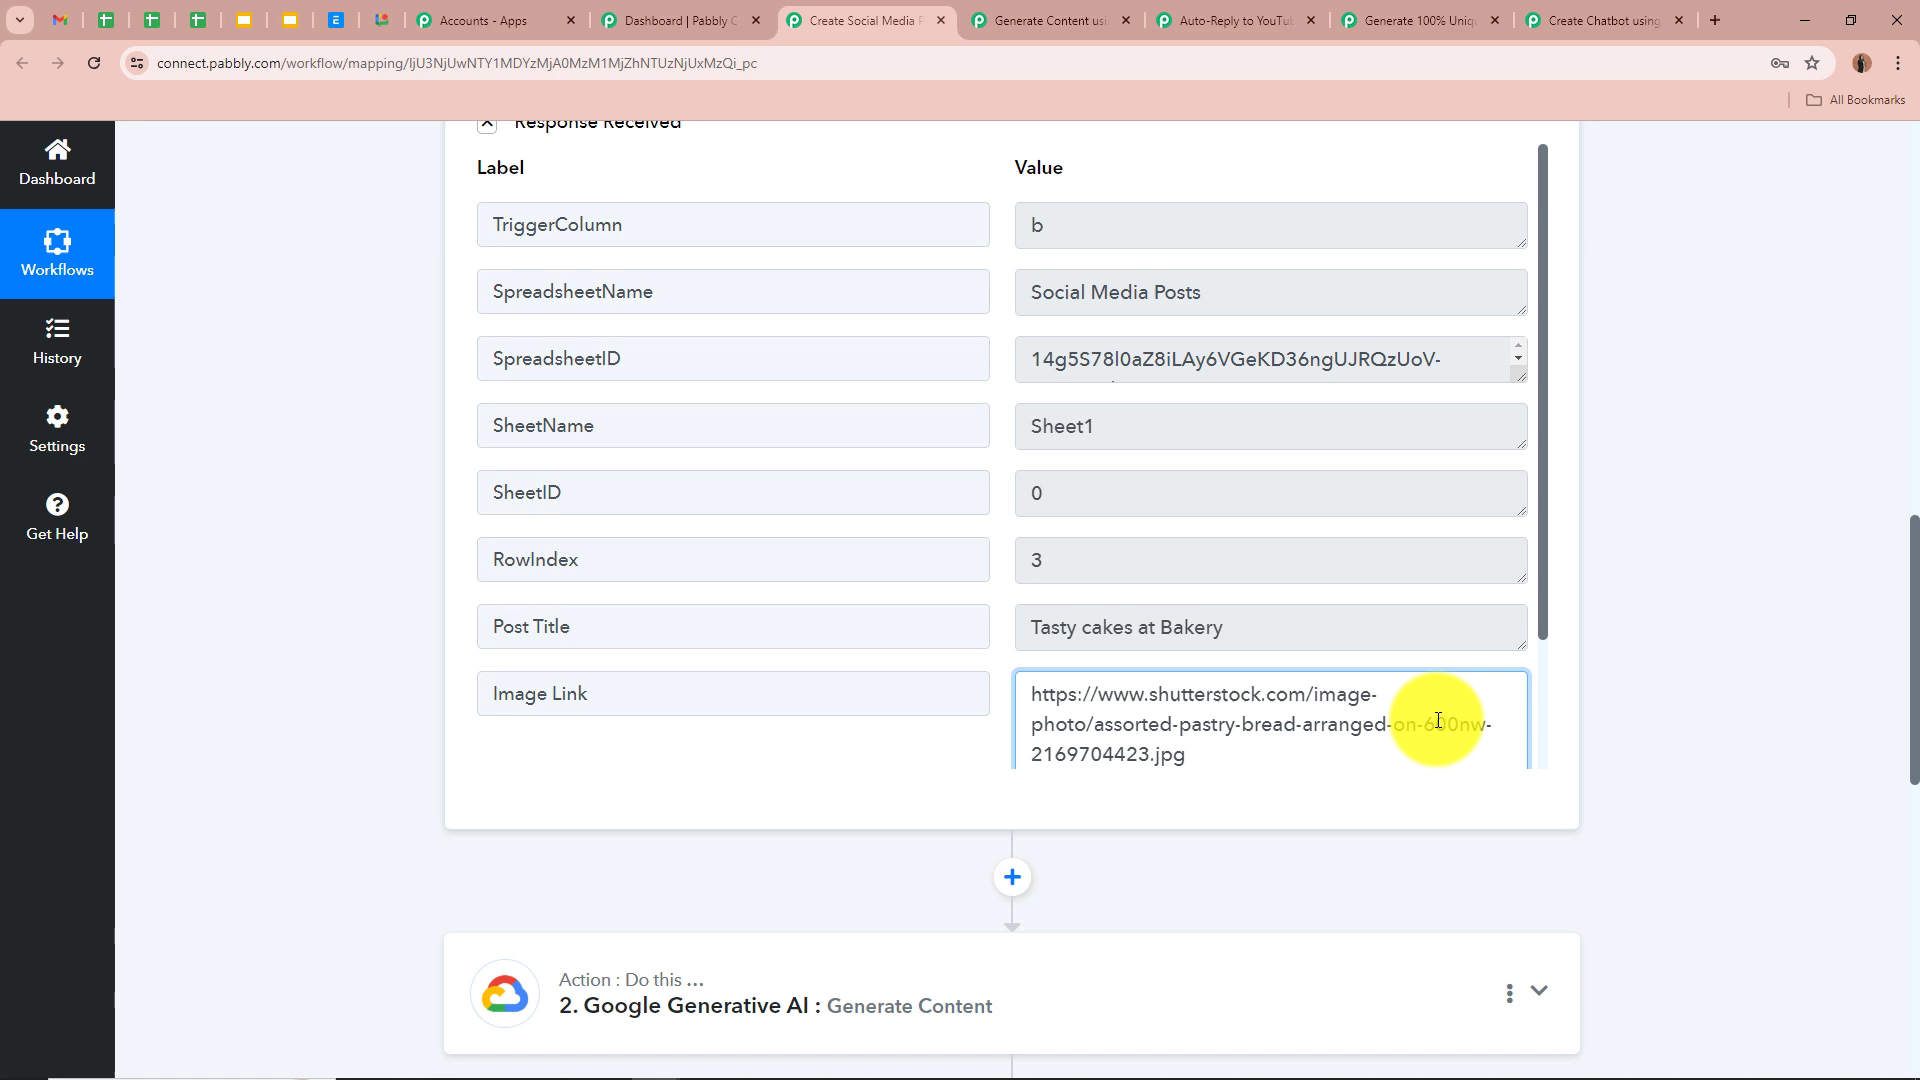 Accounts - Apps
Dashboard | Pabbly C
Create Social Media P
Generate Content usi
Auto-Reply to YouTub
Generate 100% Uniqu
Create Chatbot using
connect.pabbly.com/workflow/mapping/IjU3NjUwNTY1MDYzMjA0MzM1MjZhNTUzNjUxMzQi_pc
All Bookmarks
Dashboard
Workflows
History
Settings
Get Help
Response Received
Label
Value
TriggerColumn
b
SpreadsheetName
Social Media Posts
SpreadsheetID
14g5S78l0aZ8iLAy6VGeKD36ngUJRQzUoV-
SheetName
Sheet1
SheetID
0
RowIndex
3
Post Title
Tasty cakes at Bakery
Image Link
https://www.shutterstock.com/image-
photo/assorted-pastry-bread-arranged-on-600nw-
2169704423.jpg
Action : Do this ...
2. Google Generative AI : Generate Content